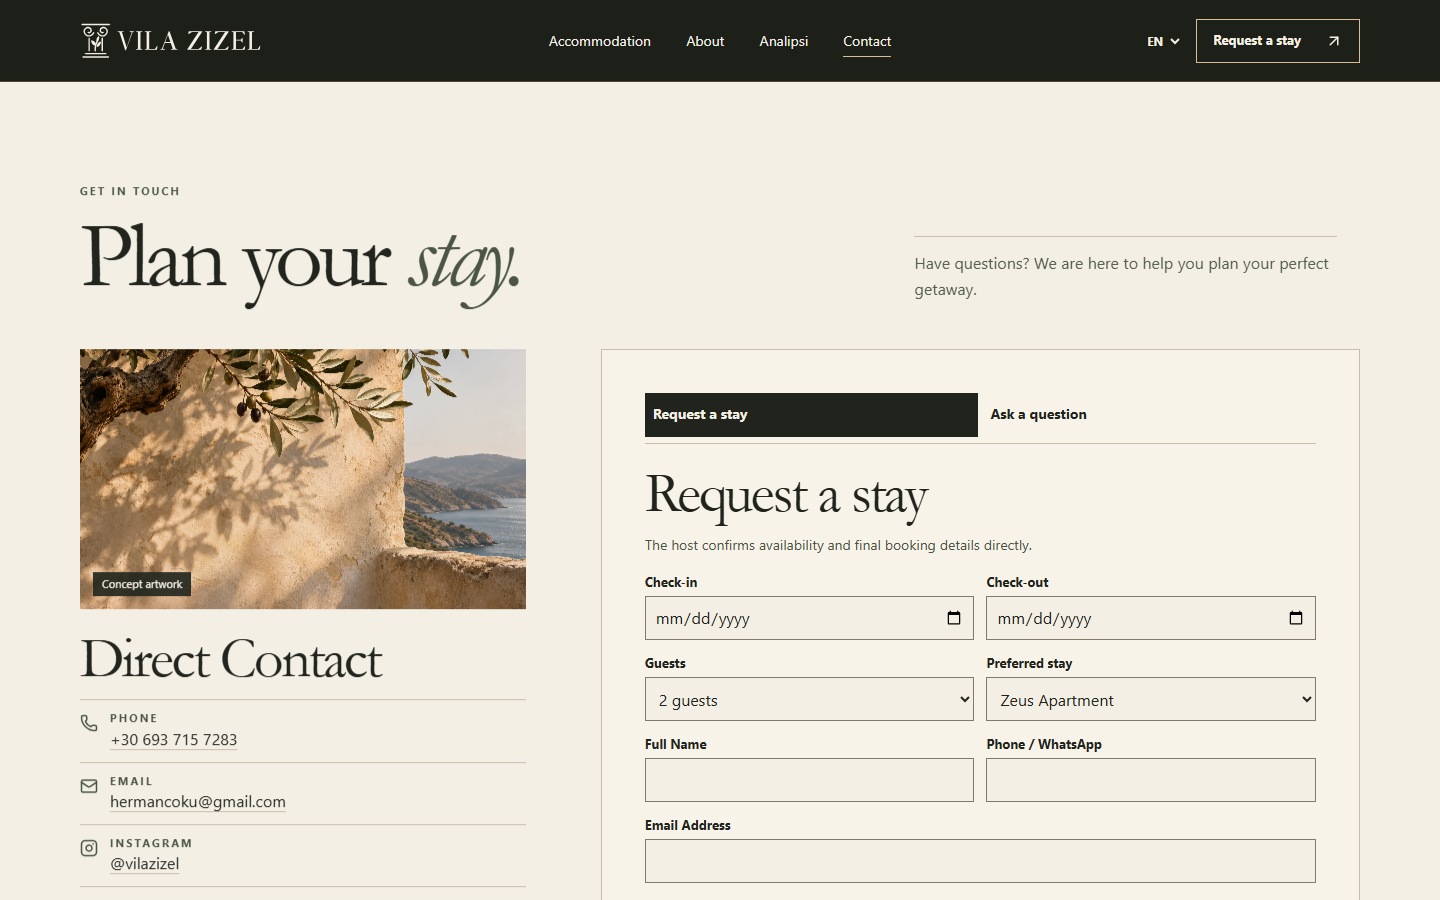 VILA ZIZEL
Accommodation
About
Analipsi
Contact
EN
Request a stay
GET IN TOUCH
Plan your stay.
Have questions? We are here to help you plan your perfect
getaway.
Concept artwork
Direct Contact
PHONE
+30 693 715 7283
EMAIL
hermancoku@gmail.com
INSTAGRAM
@vilazizel
Request a stay
Ask a question
Request a stay
The host confirms availability and final booking details directly.
Check-in
Check-out
mm/dd/yyyy
mm/dd/yyyy
Guests
Preferred stay
2 guests
Zeus Apartment
Full Name
Phone / WhatsApp
Email Address